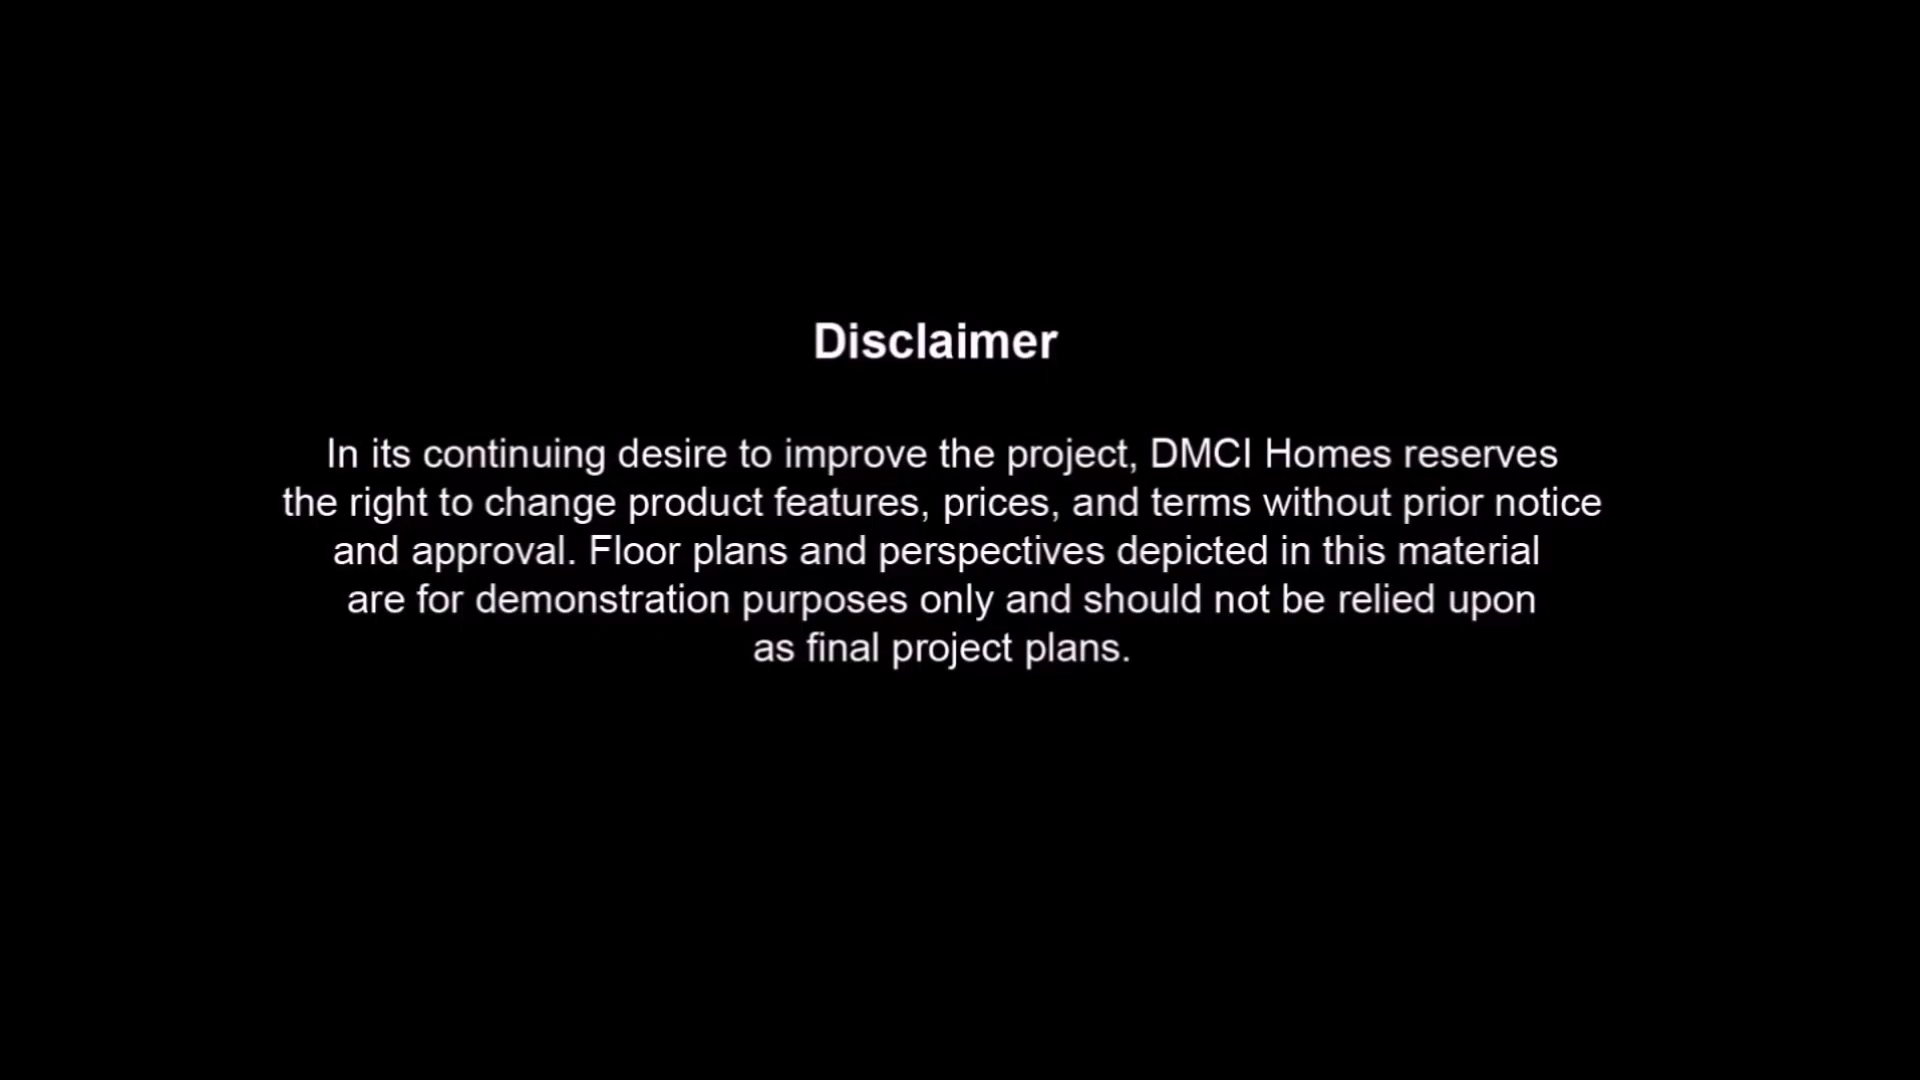 Disclaimer
In its continuing desire to improve the project, DMCI Homes reserves
the right to change product features, prices, and terms without prior notice
and approval. Floor plans and perspectives depicted in this material
are for demonstration purposes only and should not be relied upon
as final project plans.